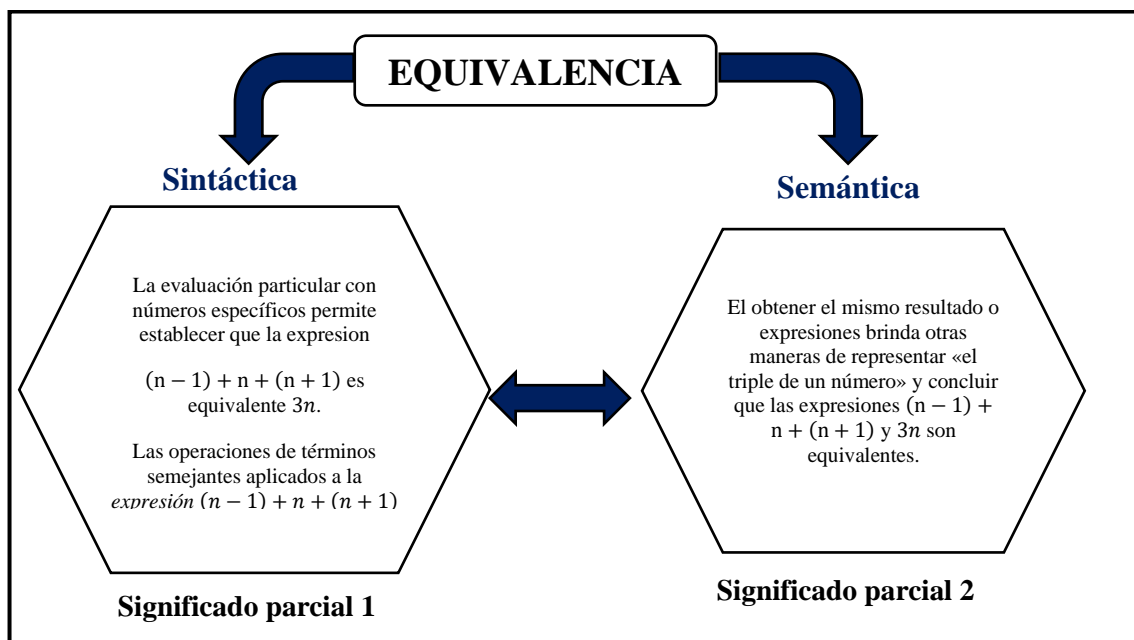 EQUIVALENCIA
Sintáctica
La evaluación particular con
números específicos permite
establecer que la expresion
(n − 1) + n + (n + 1) es
equivalente 3n.
Las operaciones de términos
semejantes aplicados a la
expresión (n − 1) + n + (n + 1)
Significado parcial 1
Semántica
El obtener el mismo resultado o
expresiones brinda otras
maneras de representar «el
triple de un número» y concluir
que las expresiones (n − 1) +
n + (n + 1) y 3n son
equivalentes.
Significado parcial 2